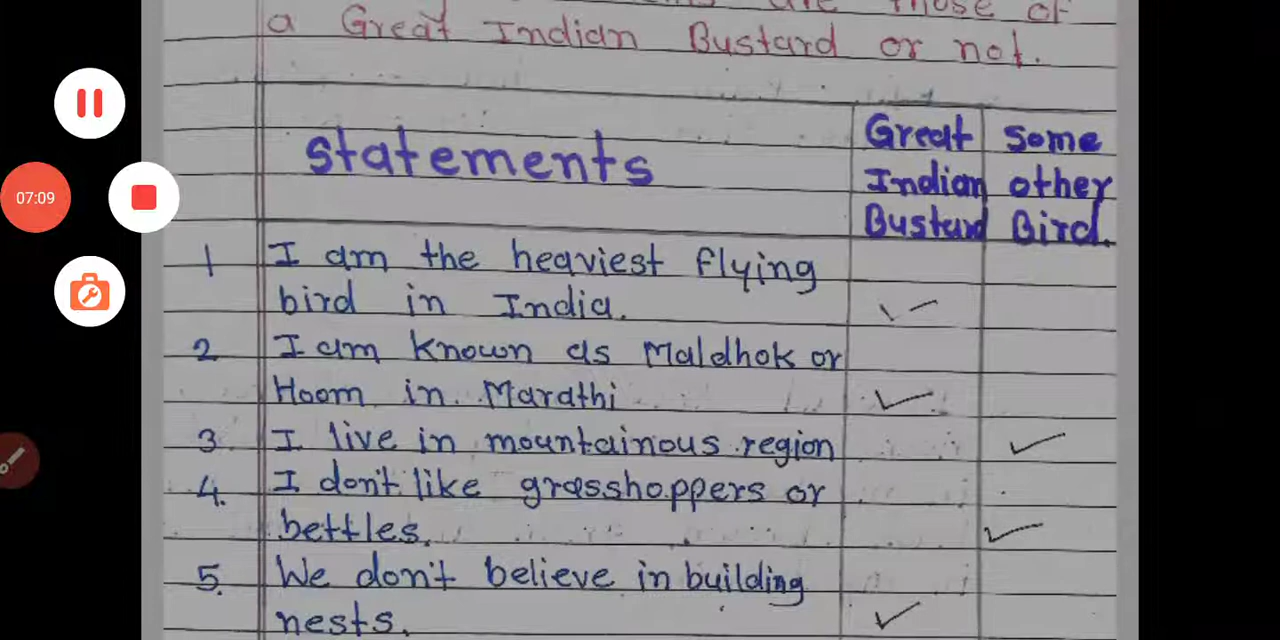 a Great Indian Bustard or not.
statements
Great
Indian
Bustard
some
other
Bird.
1 I am the heaviest flying
bird in India.
2 I am known as Maldhok or
Hoom in Marathi
3 I live in mountainous region
4. I don't like grasshoppers or
bettles.
5. We don't believe in building
nests.
07:09